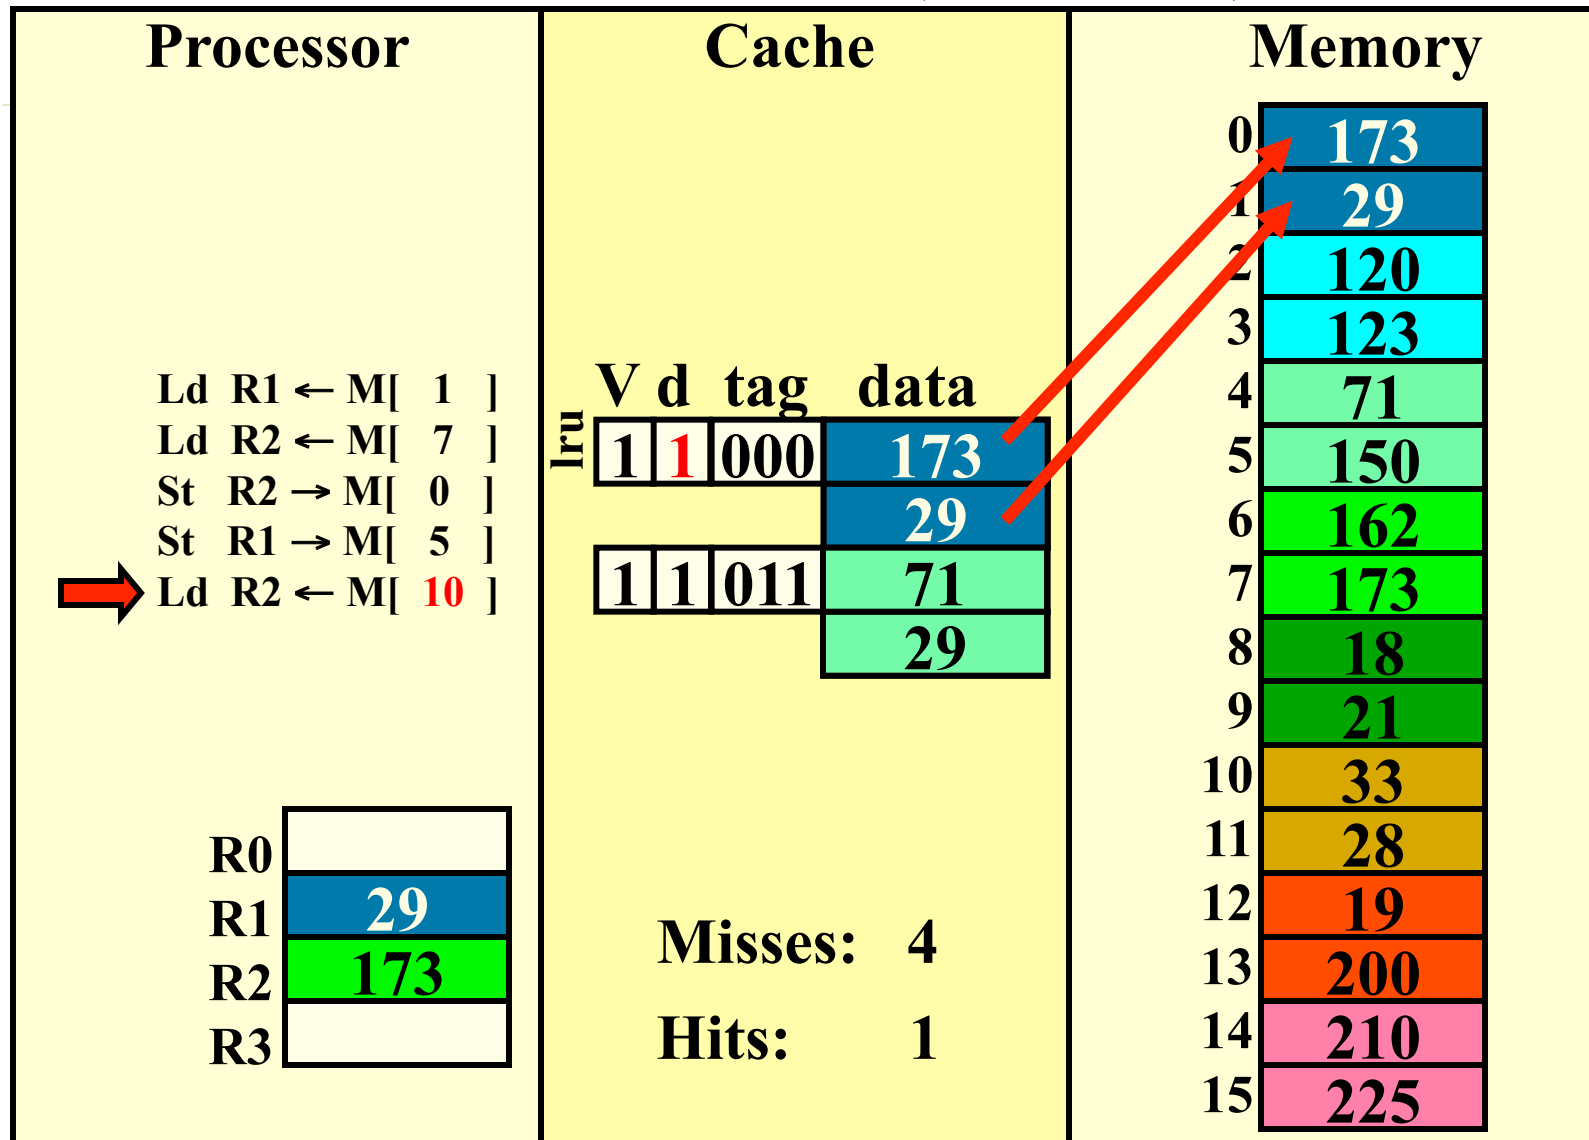 Processor
Ld R1 ← M[ 1 ]
Ld R2 ← M[ 7 ]
St R2 → M[ 0 ]
St R1 → M[ 5 ]
Ld R2 ← M[ 10 ]
R0
R1 29
R2 173
R3
Cache
V d tag data
lru
1 1 000 173
29
1 1 011 71
29
Misses: 4
Hits: 1
Memory
0 173
1 29
2 120
3 123
4 71
5 150
6 162
7 173
8 18
9 21
10 33
11 28
12 19
13 200
14 210
15 225